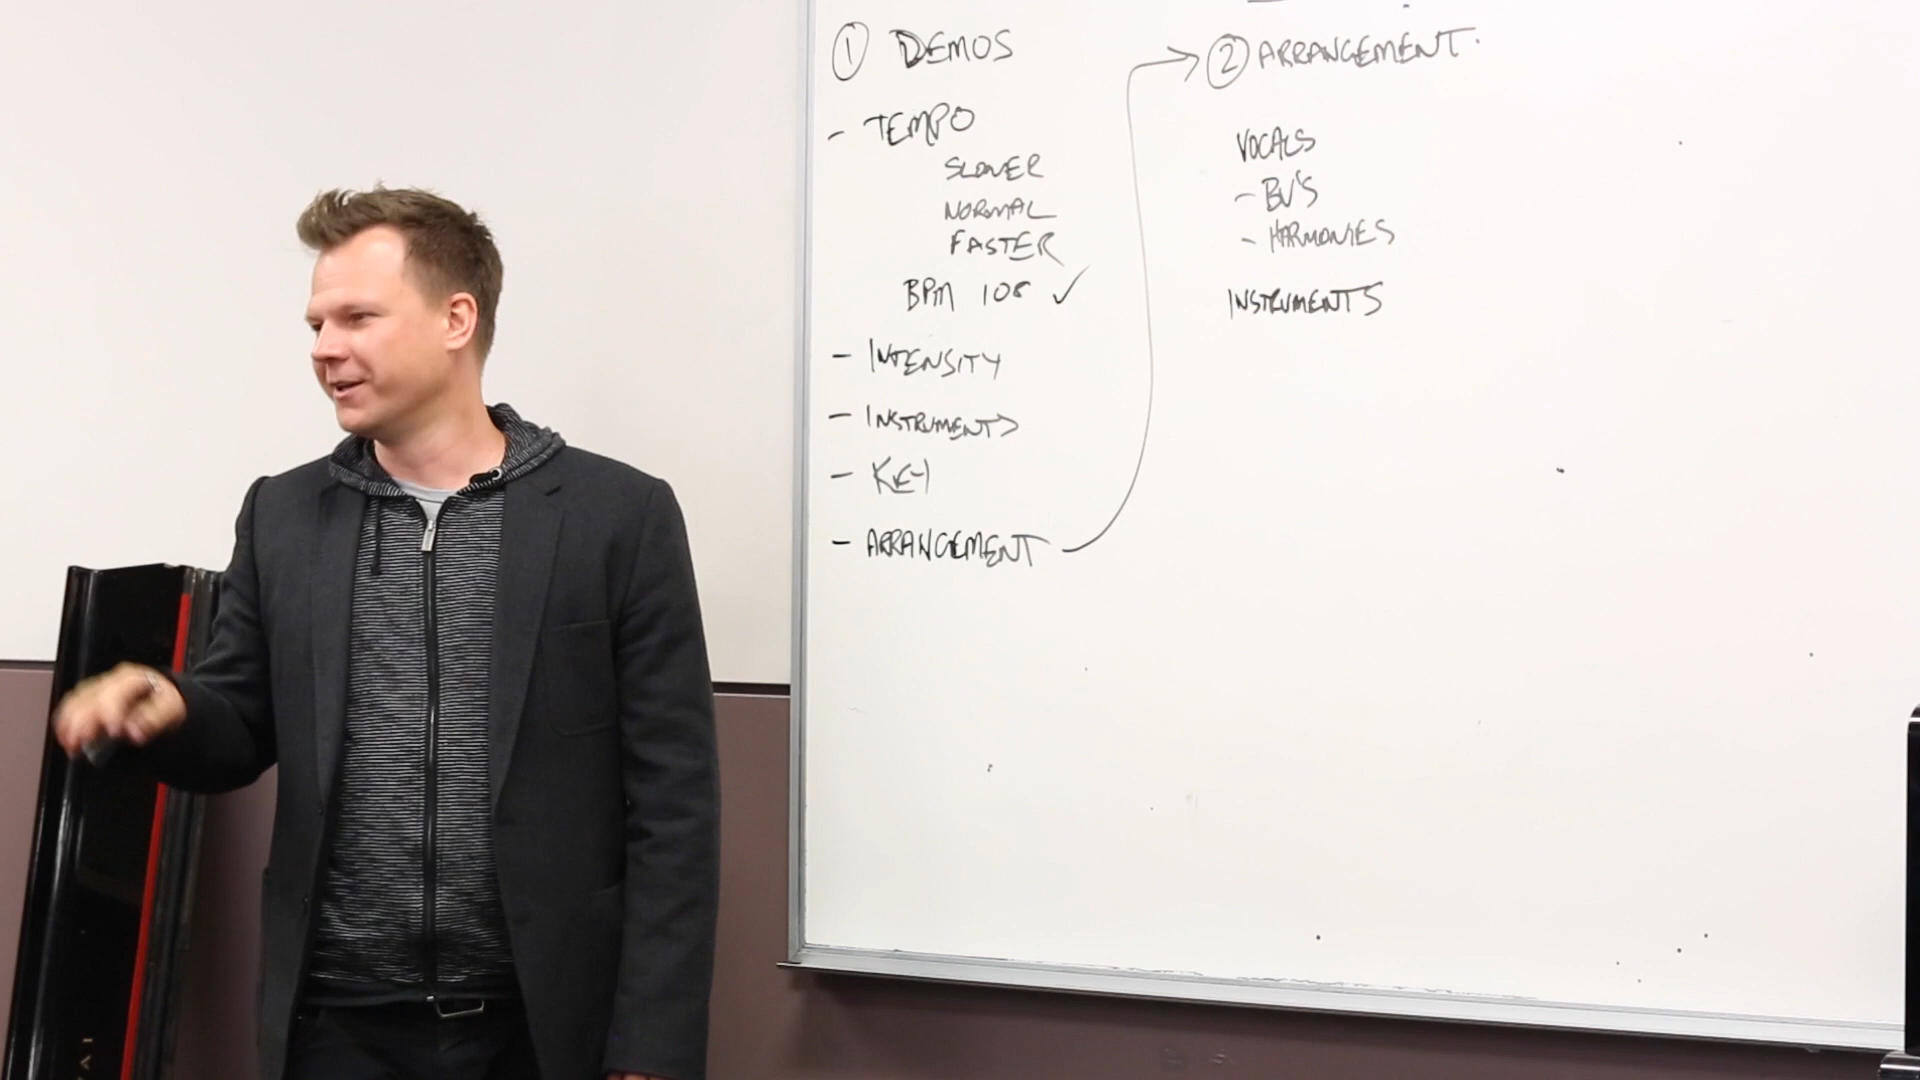 ① DEMOS
- TEMPO
SLOWER
NORMAL
FASTER
BPM 108 ✓
- INTENSITY
- INSTRUMENTS
- KEY
- ARRANGEMENT
② ARRANGEMENT.
VOCALS
- BV'S
- HARMONIES
INSTRUMENTS